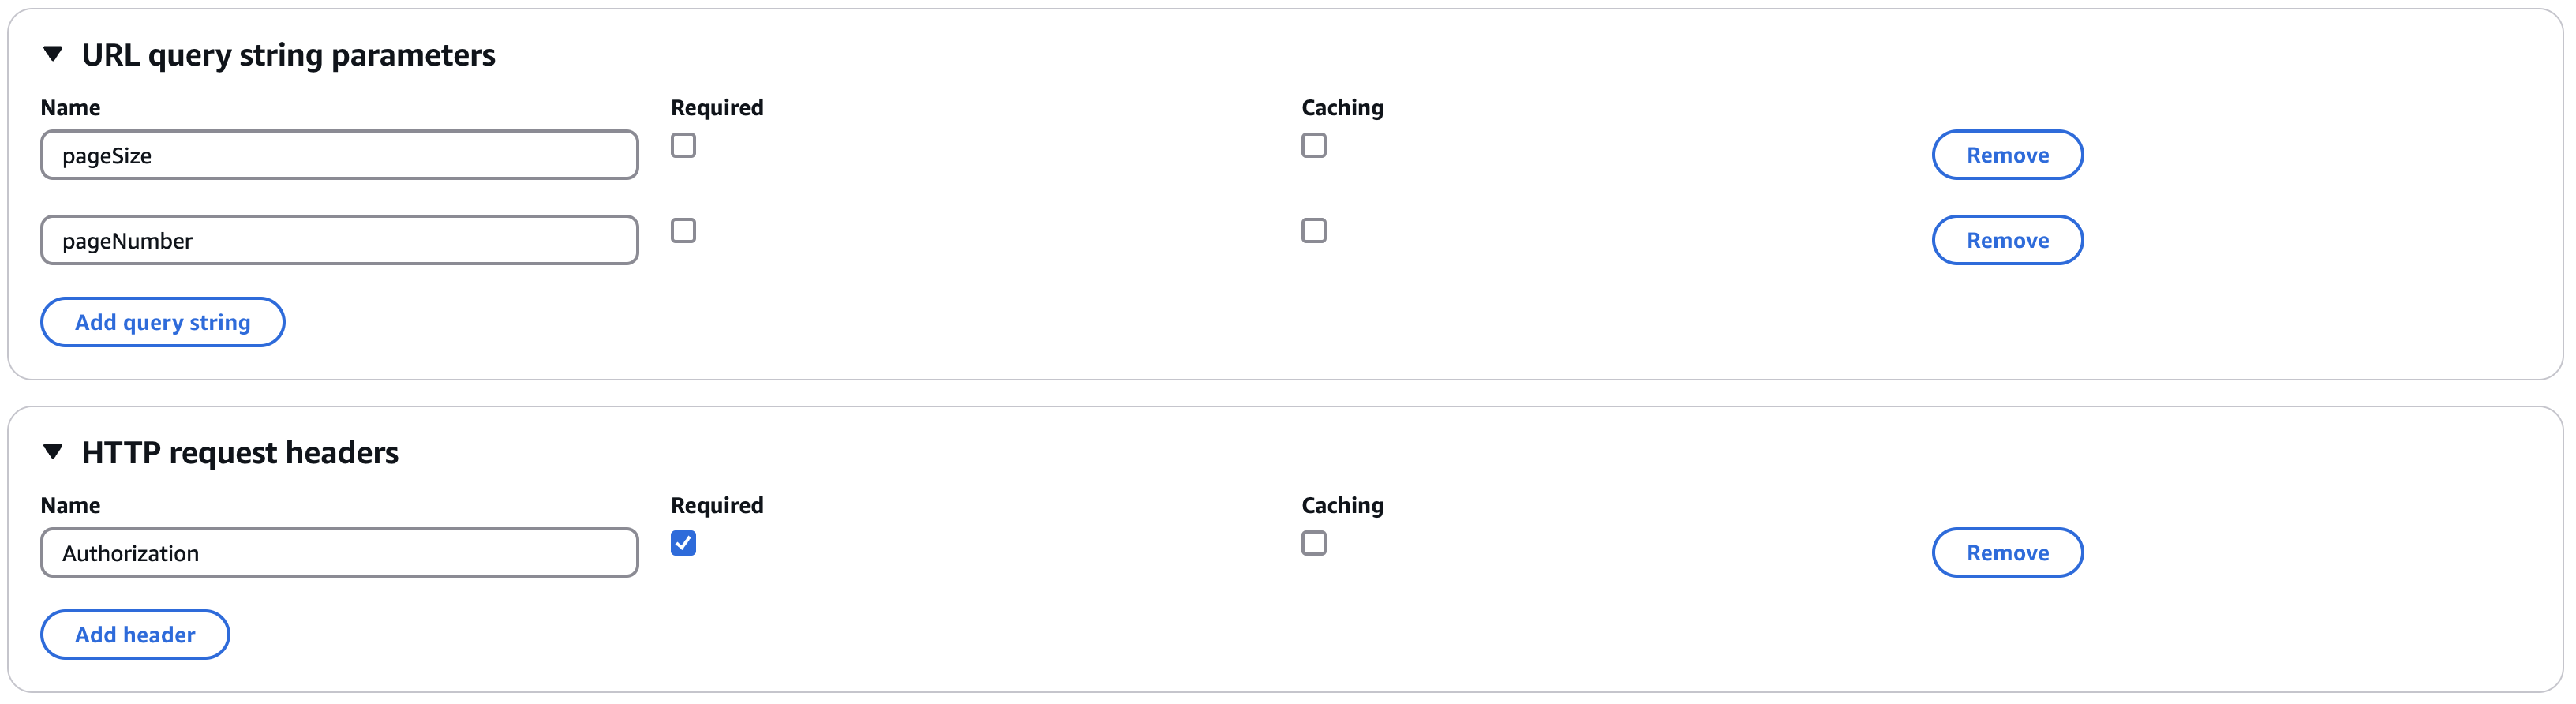 URL query string parameters
Name Required Caching
pageSize Remove
pageNumber Remove
Add query string
HTTP request headers
Name Required Caching
Authorization Remove
Add header